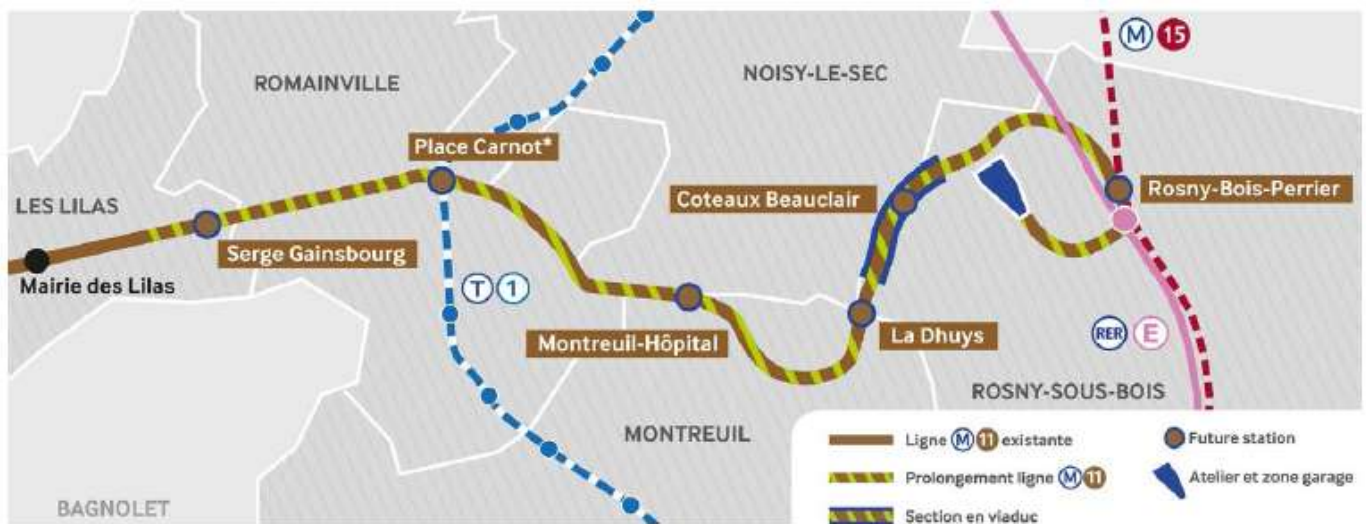 M 15
ROMAINVILLE
NOISY-LE-SEC
Place Carnot*
LES LILAS
Coteaux Beauclair
Rosny-Bois-Perrier
Serge Gainsbourg
Mairie des Lilas
T 1
Montreuil-Hôpital
La Dhuys
RER E
ROSNY-SOUS-BOIS
MONTREUIL
BAGNOLET
Ligne M 11 existante
Future station
Prolongement ligne M 11
Atelier et zone garage
Section en viaduc